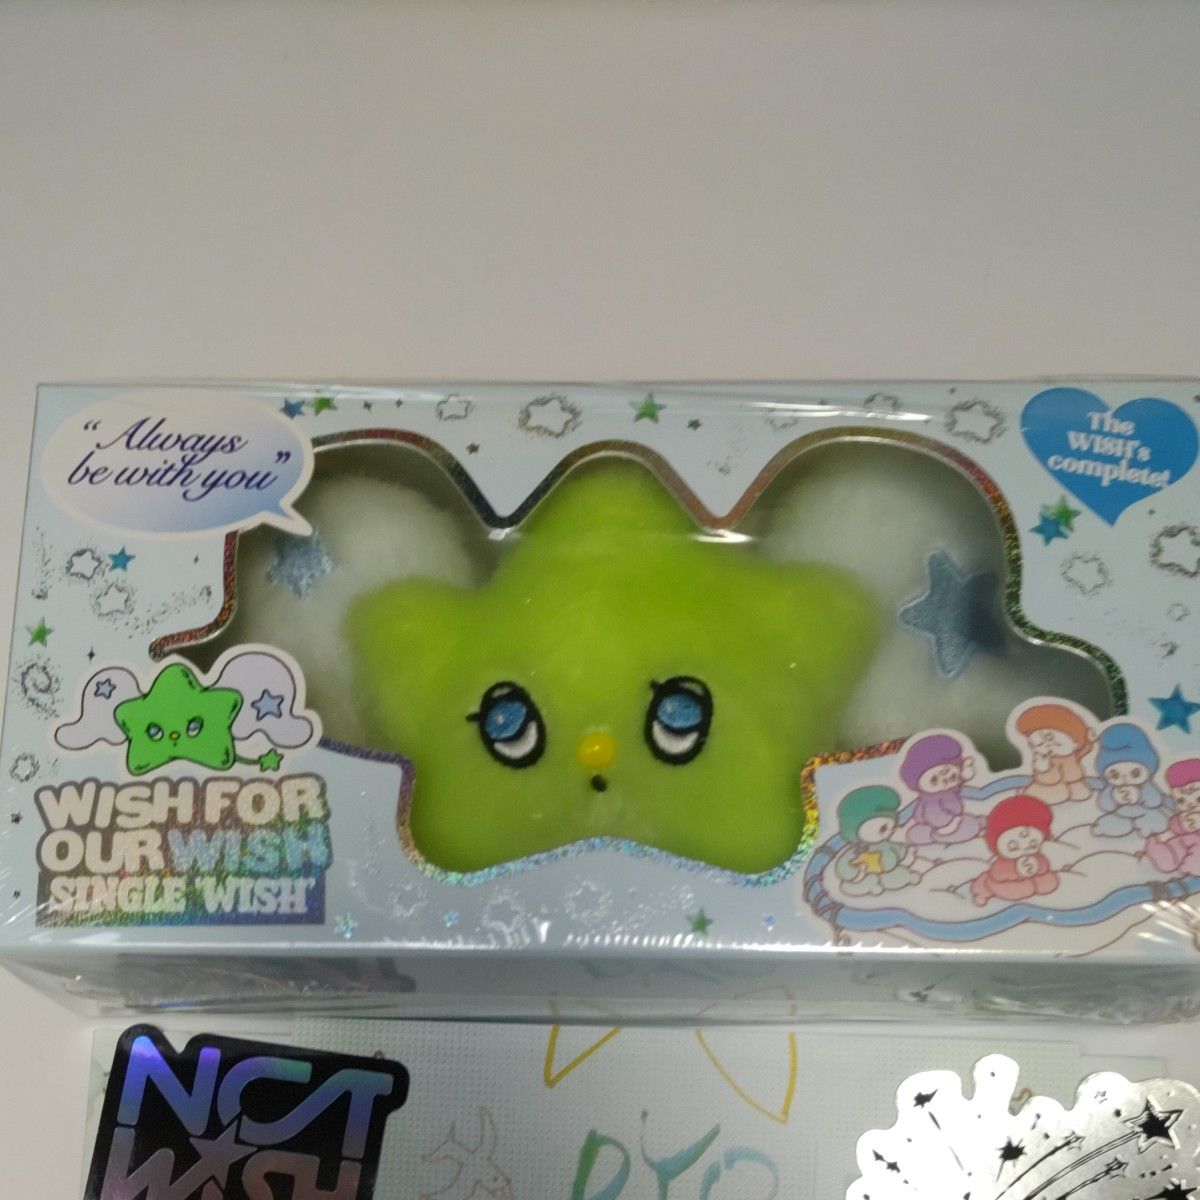 “Always
be with you”
The
WISH's
complete!
WISH FOR
OUR WISH
SINGLE 'WISH'
NCT
WISH
RYO